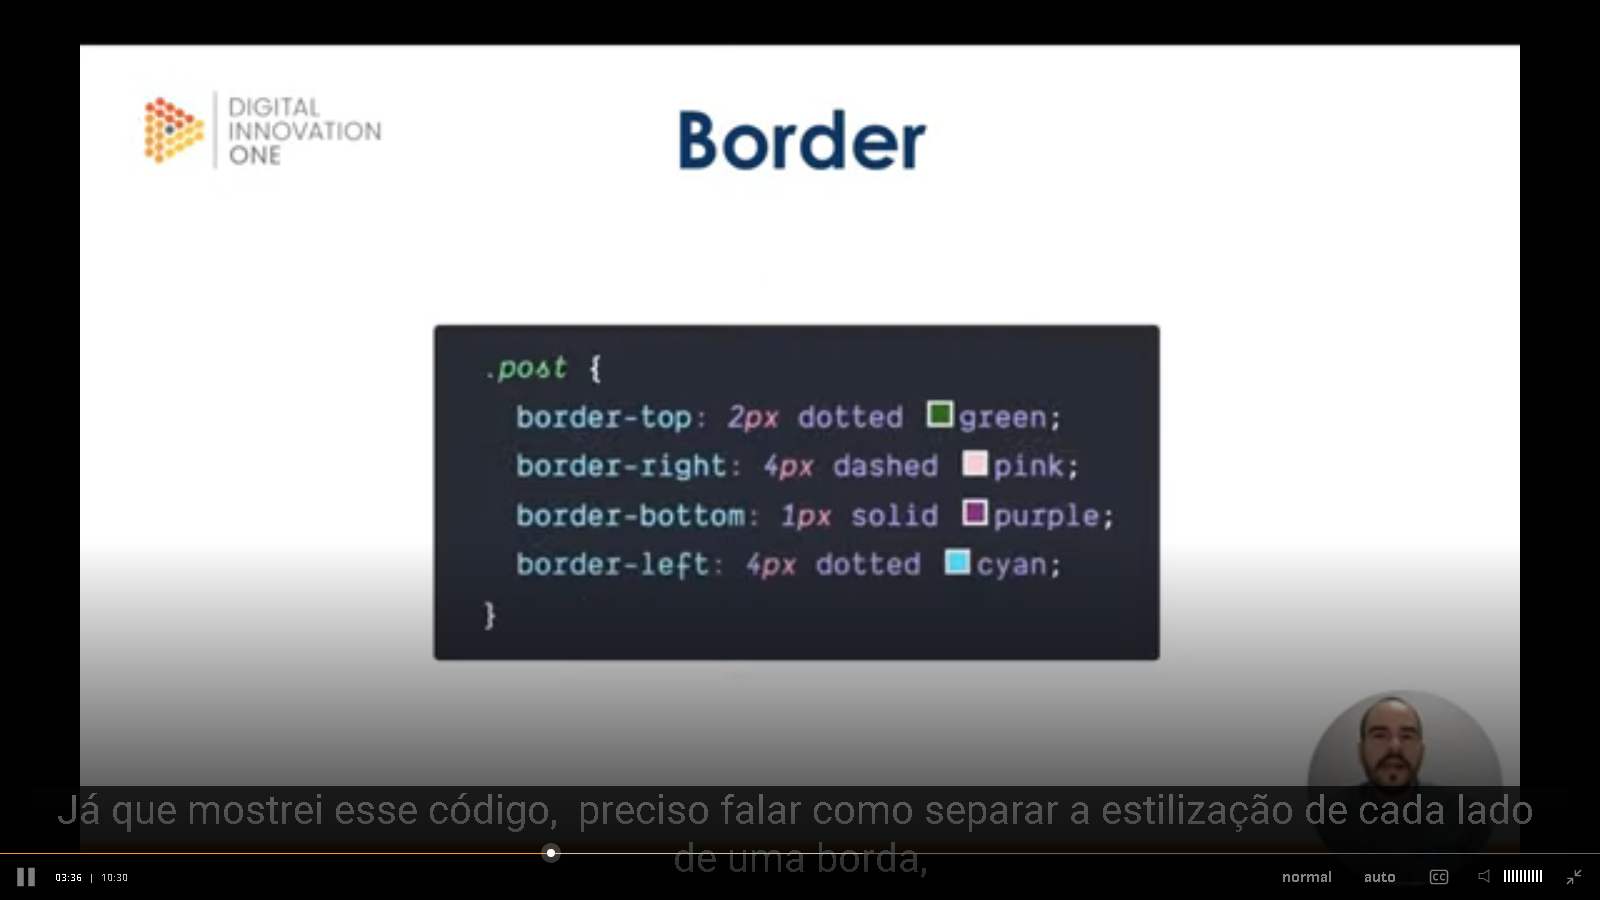 DIGITAL
INNOVATION
ONE
Border
.post {
border-top: 2px dotted green;
border-right: 4px dashed pink;
border-bottom: 1px solid purple;
border-left: 4px dotted cyan;
}
Já que mostrei esse código,  preciso falar como separar a estilização de cada lado
de uma borda,
03:36 | 10:30
normal
auto
CC